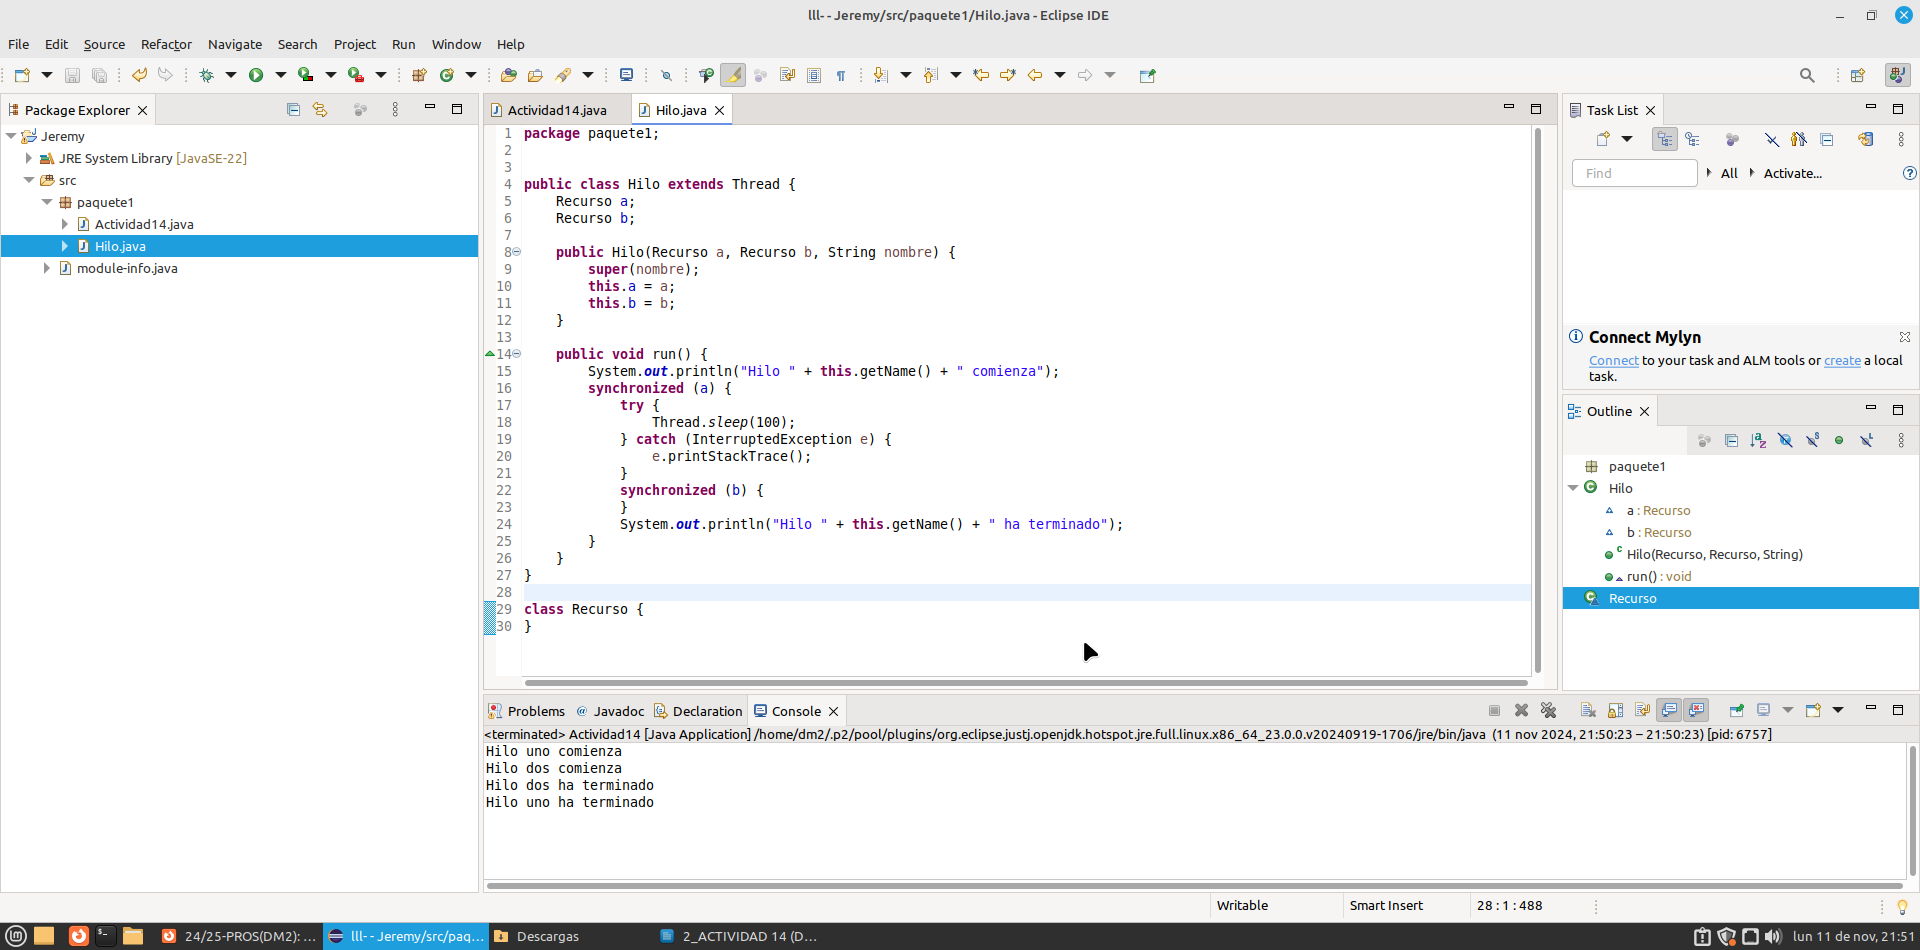 lll- - Jeremy/src/paquete1/Hilo.java - Eclipse IDE
File Edit Source Refactor Navigate Search Project Run Window Help
Package Explorer
Jeremy
JRE System Library [JavaSE-22]
src
paquete1
Actividad14.java
Hilo.java
module-info.java
Actividad14.java
Hilo.java
1 package paquete1;
2
3
4 public class Hilo extends Thread {
5 Recurso a;
6 Recurso b;
7
8 public Hilo(Recurso a, Recurso b, String nombre) {
9 super(nombre);
10 this.a = a;
11 this.b = b;
12 }
13
14 public void run() {
15 System.out.println("Hilo " + this.getName() + " comienza");
16 synchronized (a) {
17 try {
18 Thread.sleep(100);
19 } catch (InterruptedException e) {
20 e.printStackTrace();
21 }
22 synchronized (b) {
23 }
24 System.out.println("Hilo " + this.getName() + " ha terminado");
25 }
26 }
27 }
28
29 class Recurso {
30 }
Task List
Find All Activate...
Connect Mylyn
Connect to your task and ALM tools or create a local
task.
Outline
paquete1
Hilo
a : Recurso
b : Recurso
Hilo(Recurso, Recurso, String)
run() : void
Recurso
Problems @ Javadoc Declaration Console
<terminated> Actividad14 [Java Application] /home/dm2/.p2/pool/plugins/org.eclipse.justj.openjdk.hotspot.jre.full.linux.x86_64_23.0.0.v20240919-1706/jre/bin/java (11 nov 2024, 21:50:23 – 21:50:23) [pid: 6757]
Hilo uno comienza
Hilo dos comienza
Hilo dos ha terminado
Hilo uno ha terminado
Writable Smart Insert 28 : 1 : 488
24/25-PROS(DM2): ... lll- - Jeremy/src/paq... Descargas 2_ACTIVIDAD 14 (D... lun 11 de nov, 21:51